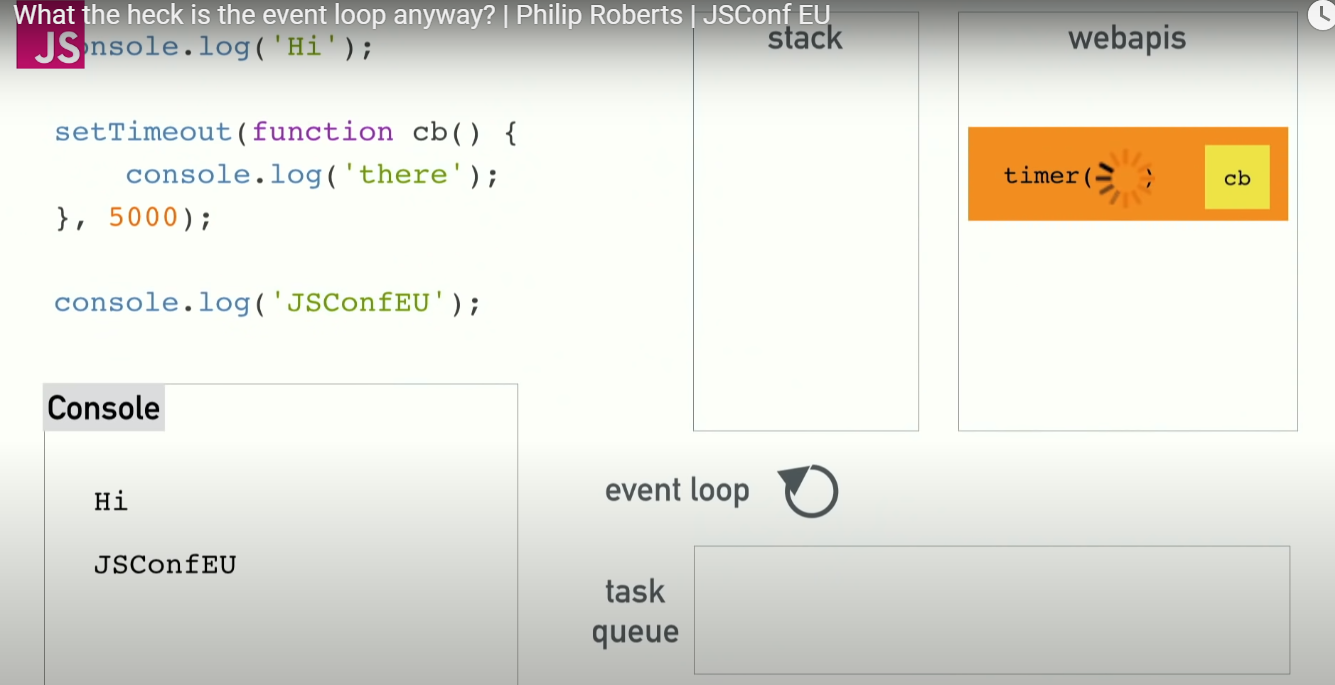 What the heck is the event loop anyway? | Philip Roberts | JSConf EU
JS
onsole.log('Hi');
setTimeout(function cb() {
console.log('there');
}, 5000);
console.log('JSConfEU');
Console
Hi
JSConfEU
stack
webapis
timer( )
cb
event loop
task
queue